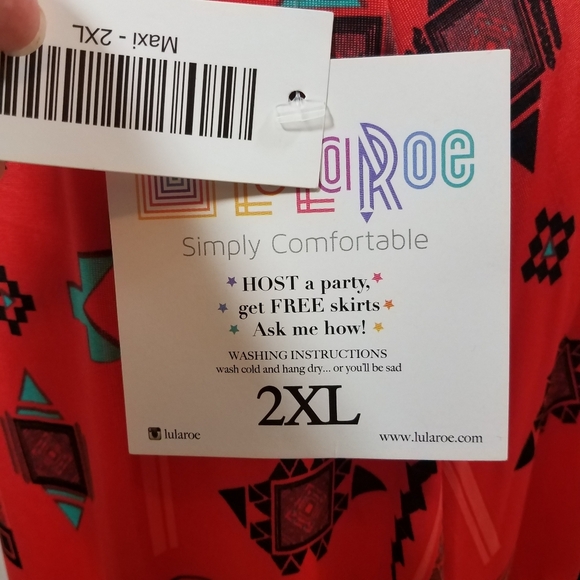 Maxi - 2XL
LuLaRoe
Simply Comfortable
HOST a party,
get FREE skirts
Ask me how!
WASHING INSTRUCTIONS
wash cold and hang dry... or you'll be sad
2XL
lularoe
www.lularoe.com